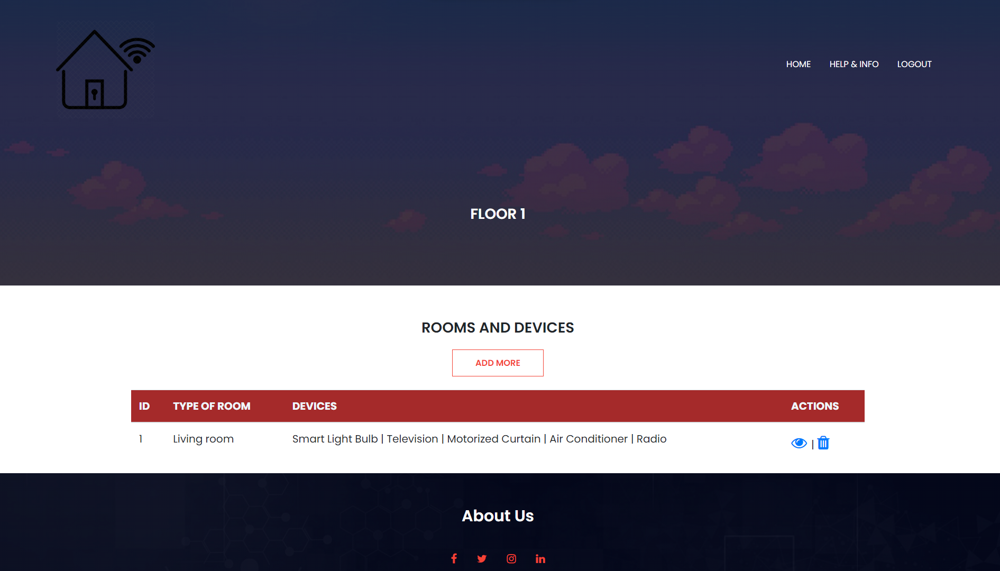 HOME HELP & INFO LOGOUT
FLOOR 1
ROOMS AND DEVICES
ADD MORE
ID TYPE OF ROOM DEVICES ACTIONS
1 Living room Smart Light Bulb | Television | Motorized Curtain | Air Conditioner | Radio |
About Us